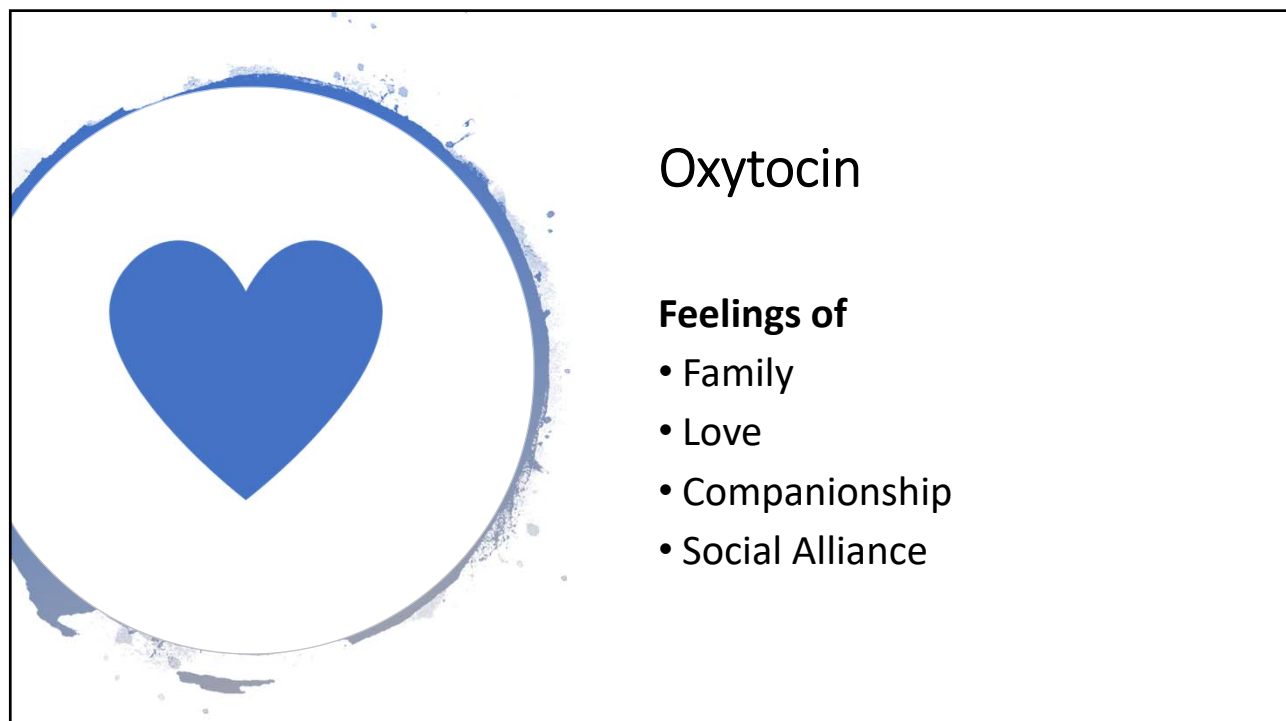 Oxytocin
Feelings of
• Family
• Love
• Companionship
• Social Alliance